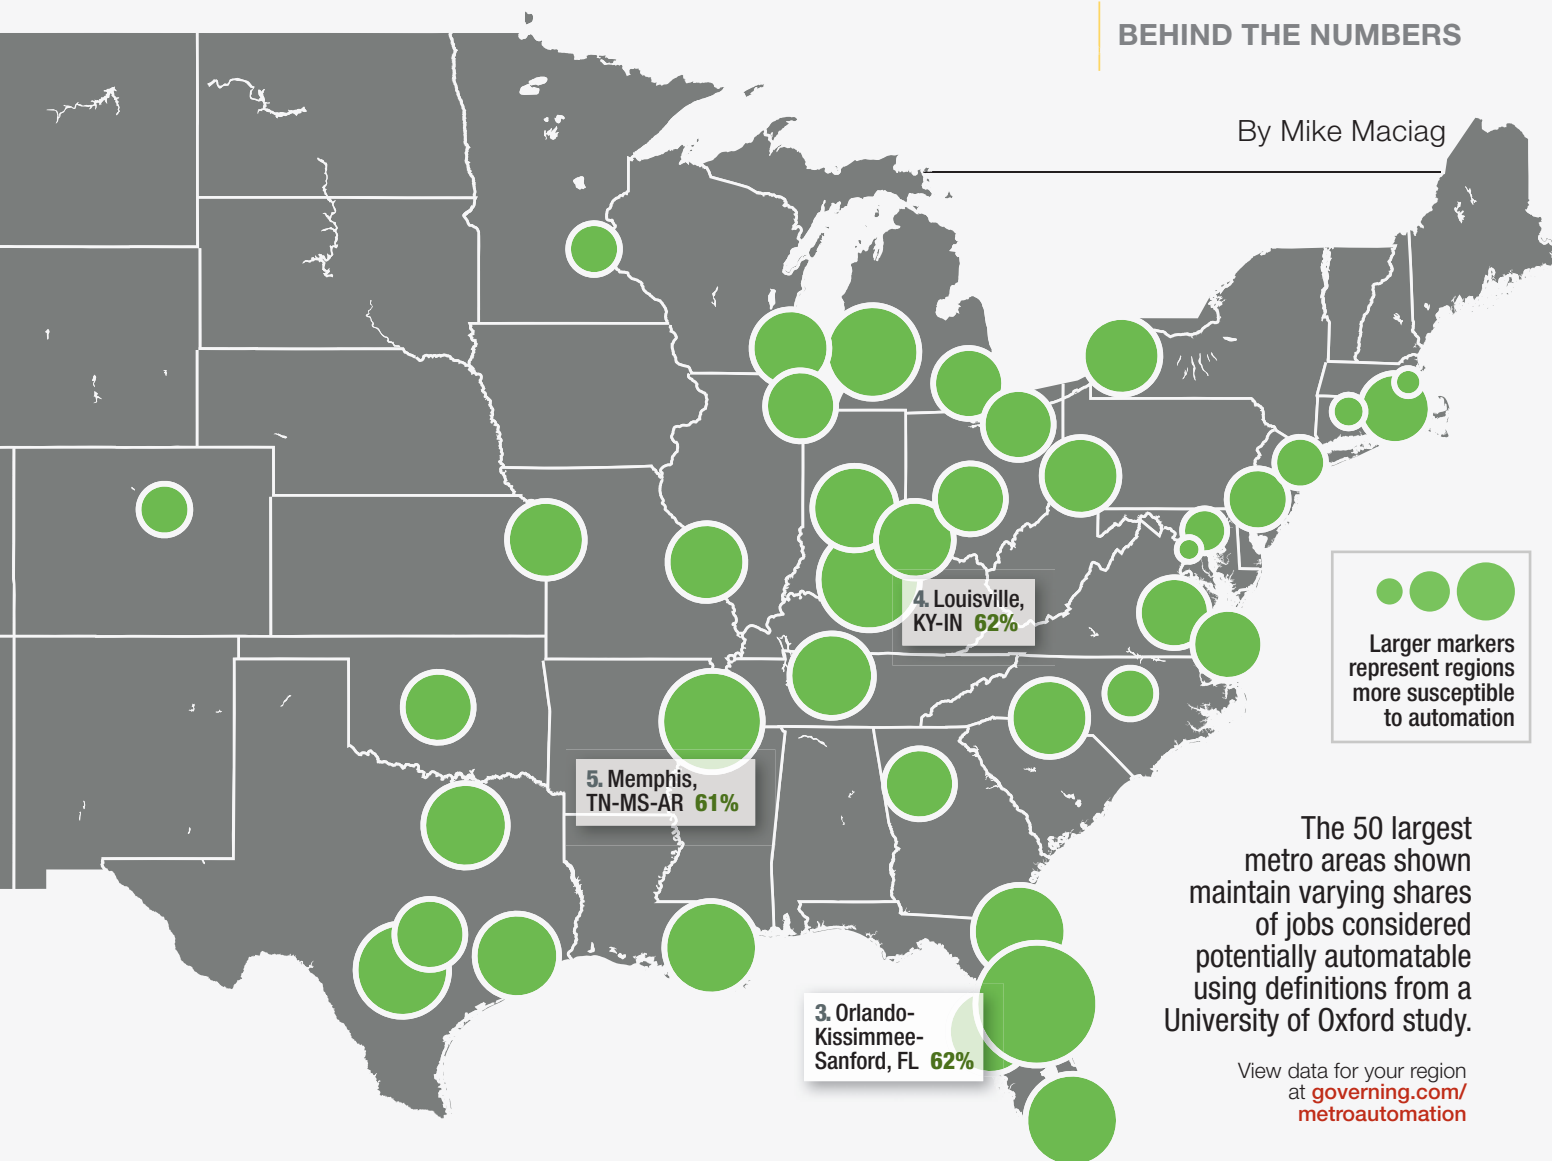 BEHIND THE NUMBERS
By Mike Maciag
4. Louisville,
KY-IN 62%
5. Memphis,
TN-MS-AR 61%
3. Orlando-
Kissimmee-
Sanford, FL 62%
Larger markers
represent regions
more susceptible
to automation
The 50 largest
metro areas shown
maintain varying shares
of jobs considered
potentially automatable
using definitions from a
University of Oxford study.
View data for your region
at governing.com/
metroautomation